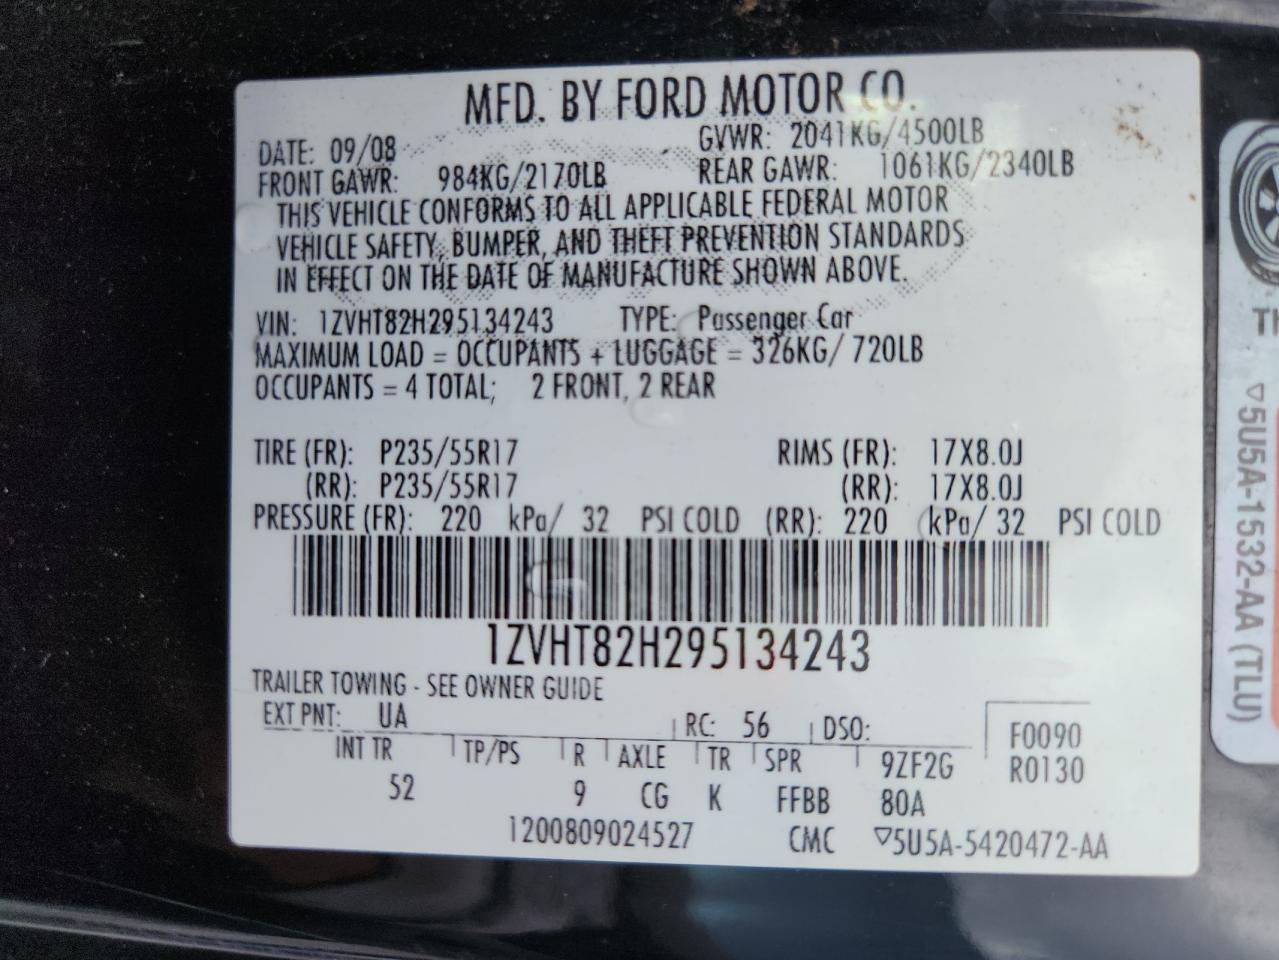 MFD. BY FORD MOTOR CO.
DATE: 09/08 GVWR: 2041KG/4500LB
FRONT GAWR: 984KG/2170LB REAR GAWR: 1061KG/2340LB
THIS VEHICLE CONFORMS TO ALL APPLICABLE FEDERAL MOTOR
VEHICLE SAFETY, BUMPER, AND THEFT PREVENTION STANDARDS
IN EFFECT ON THE DATE OF MANUFACTURE SHOWN ABOVE.
VIN: 1ZVHT82H295134243 TYPE: Passenger Car
MAXIMUM LOAD = OCCUPANTS + LUGGAGE = 326KG/ 720LB
OCCUPANTS = 4 TOTAL; 2 FRONT, 2 REAR
TIRE (FR): P235/55R17 RIMS (FR): 17X8.0J
(RR): P235/55R17 (RR): 17X8.0J
PRESSURE (FR): 220 kPa/ 32 PSI COLD (RR): 220 kPa/ 32 PSI COLD
1ZVHT82H295134243
TRAILER TOWING - SEE OWNER GUIDE
EXT PNT: UA RC: 56 DSO: F0090
INT TR TP/PS R AXLE TR SPR 9ZF2G R0130
52 9 CG K FFBB 80A
1200809024527 CMC ▽5U5A-5420472-AA
▽5U5A-1532-AA (TLU)